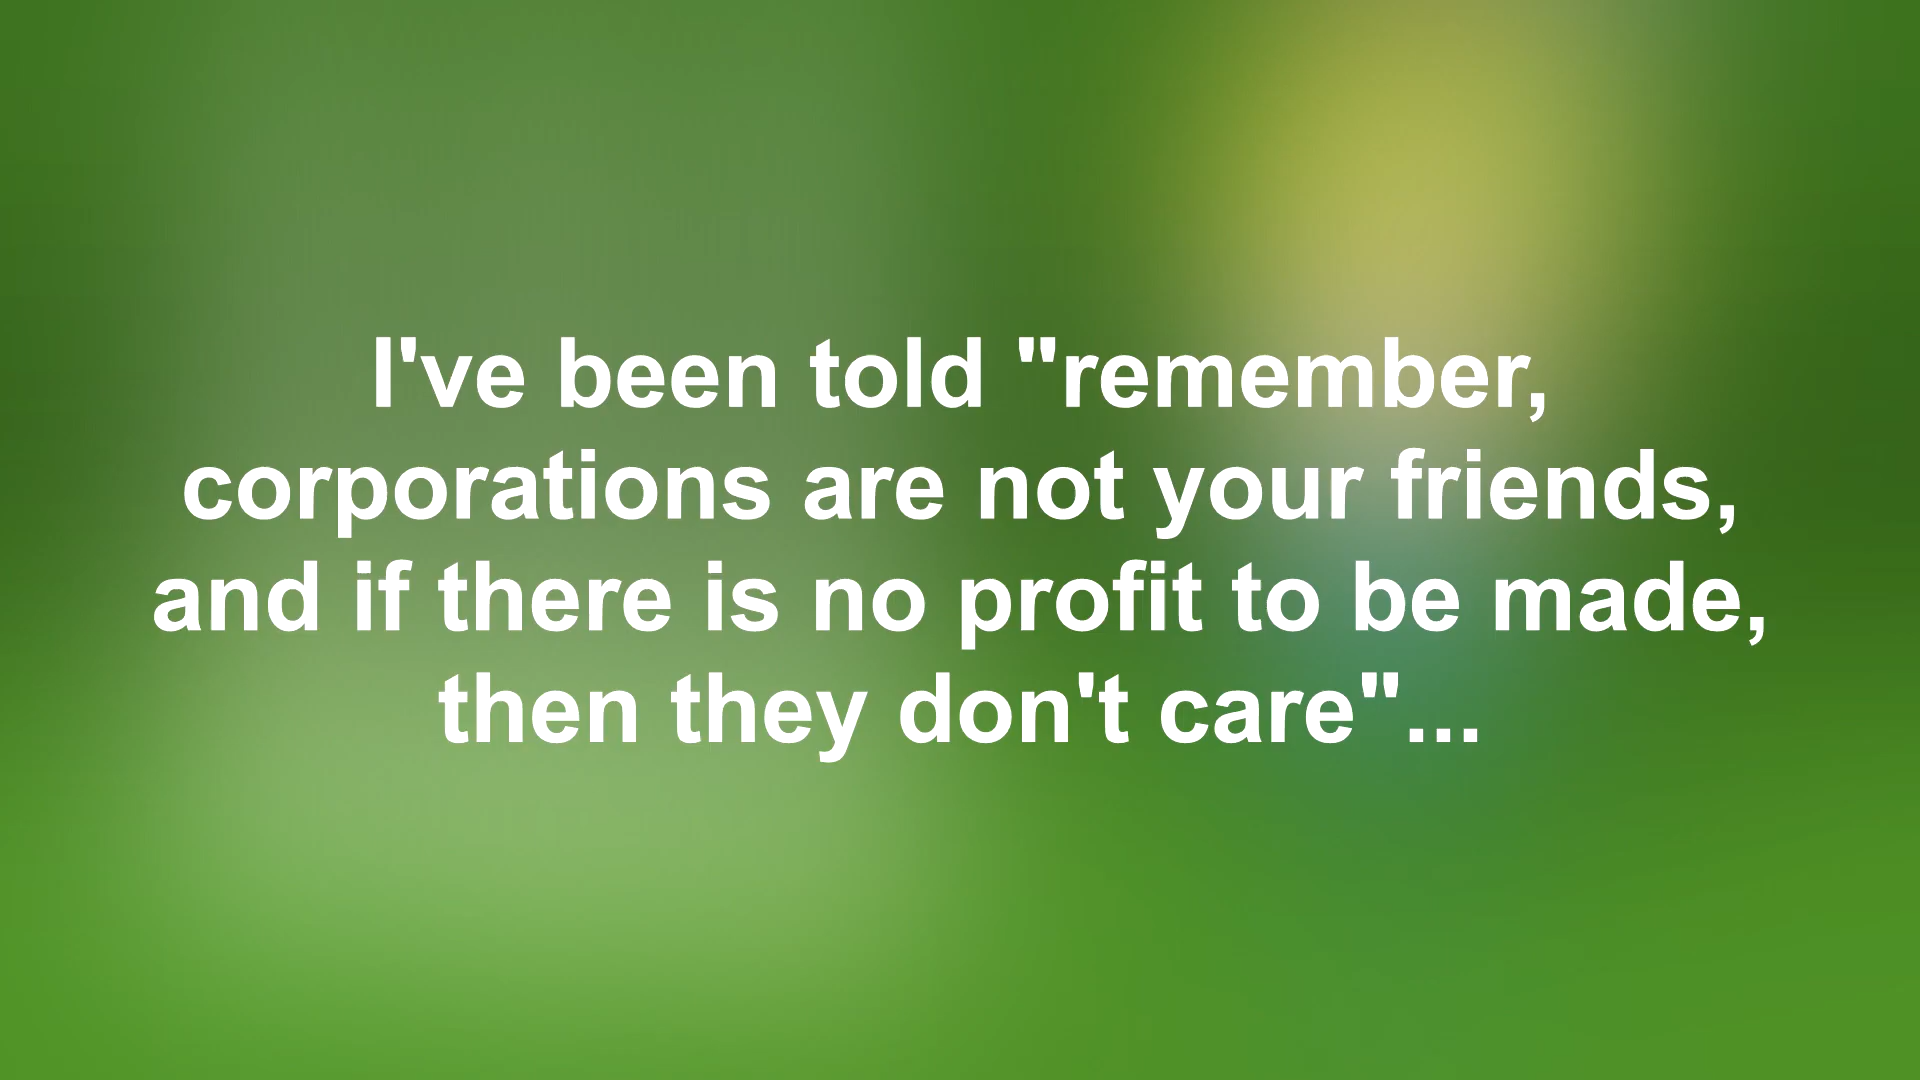 I've been told "remember,
corporations are not your friends,
and if there is no profit to be made,
then they don't care"...